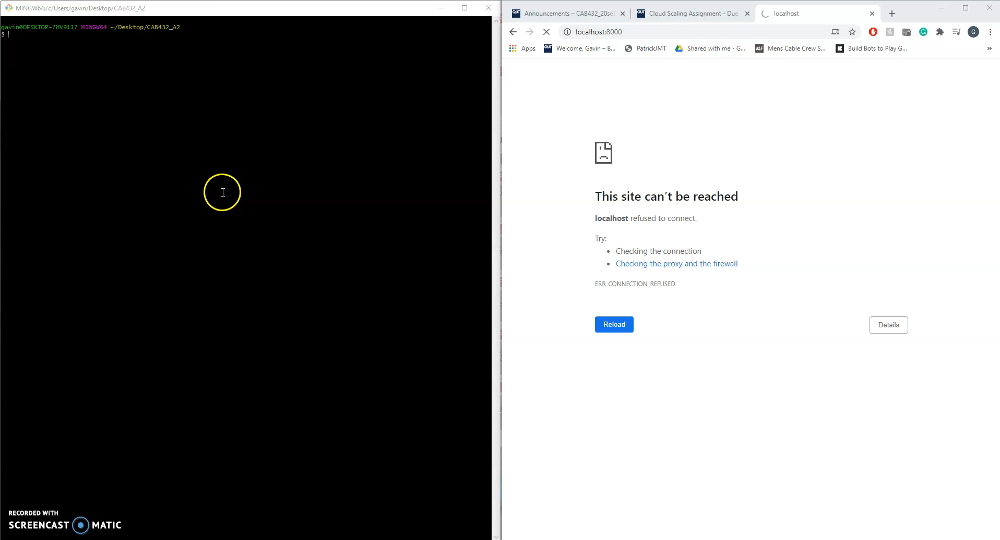 MINGW64:/c/Users/gavin/Desktop/CAB432_A2
gavin@DESKTOP-7HV9117 MINGW64 ~/Desktop/CAB432_A2
$
RECORDED WITH
SCREENCAST MATIC
QUT Announcements – CAB432_20se
QUT Cloud Scaling Assignment - Due
localhost
localhost:8000
G
Apps
QUT Welcome, Gavin – B...
PatrickJMT
Shared with me - G...
A&F Mens Cable Crew S...
Build Bots to Play G...
»
This site can’t be reached
localhost refused to connect.
Try:
• Checking the connection
• Checking the proxy and the firewall
ERR_CONNECTION_REFUSED
Reload
Details